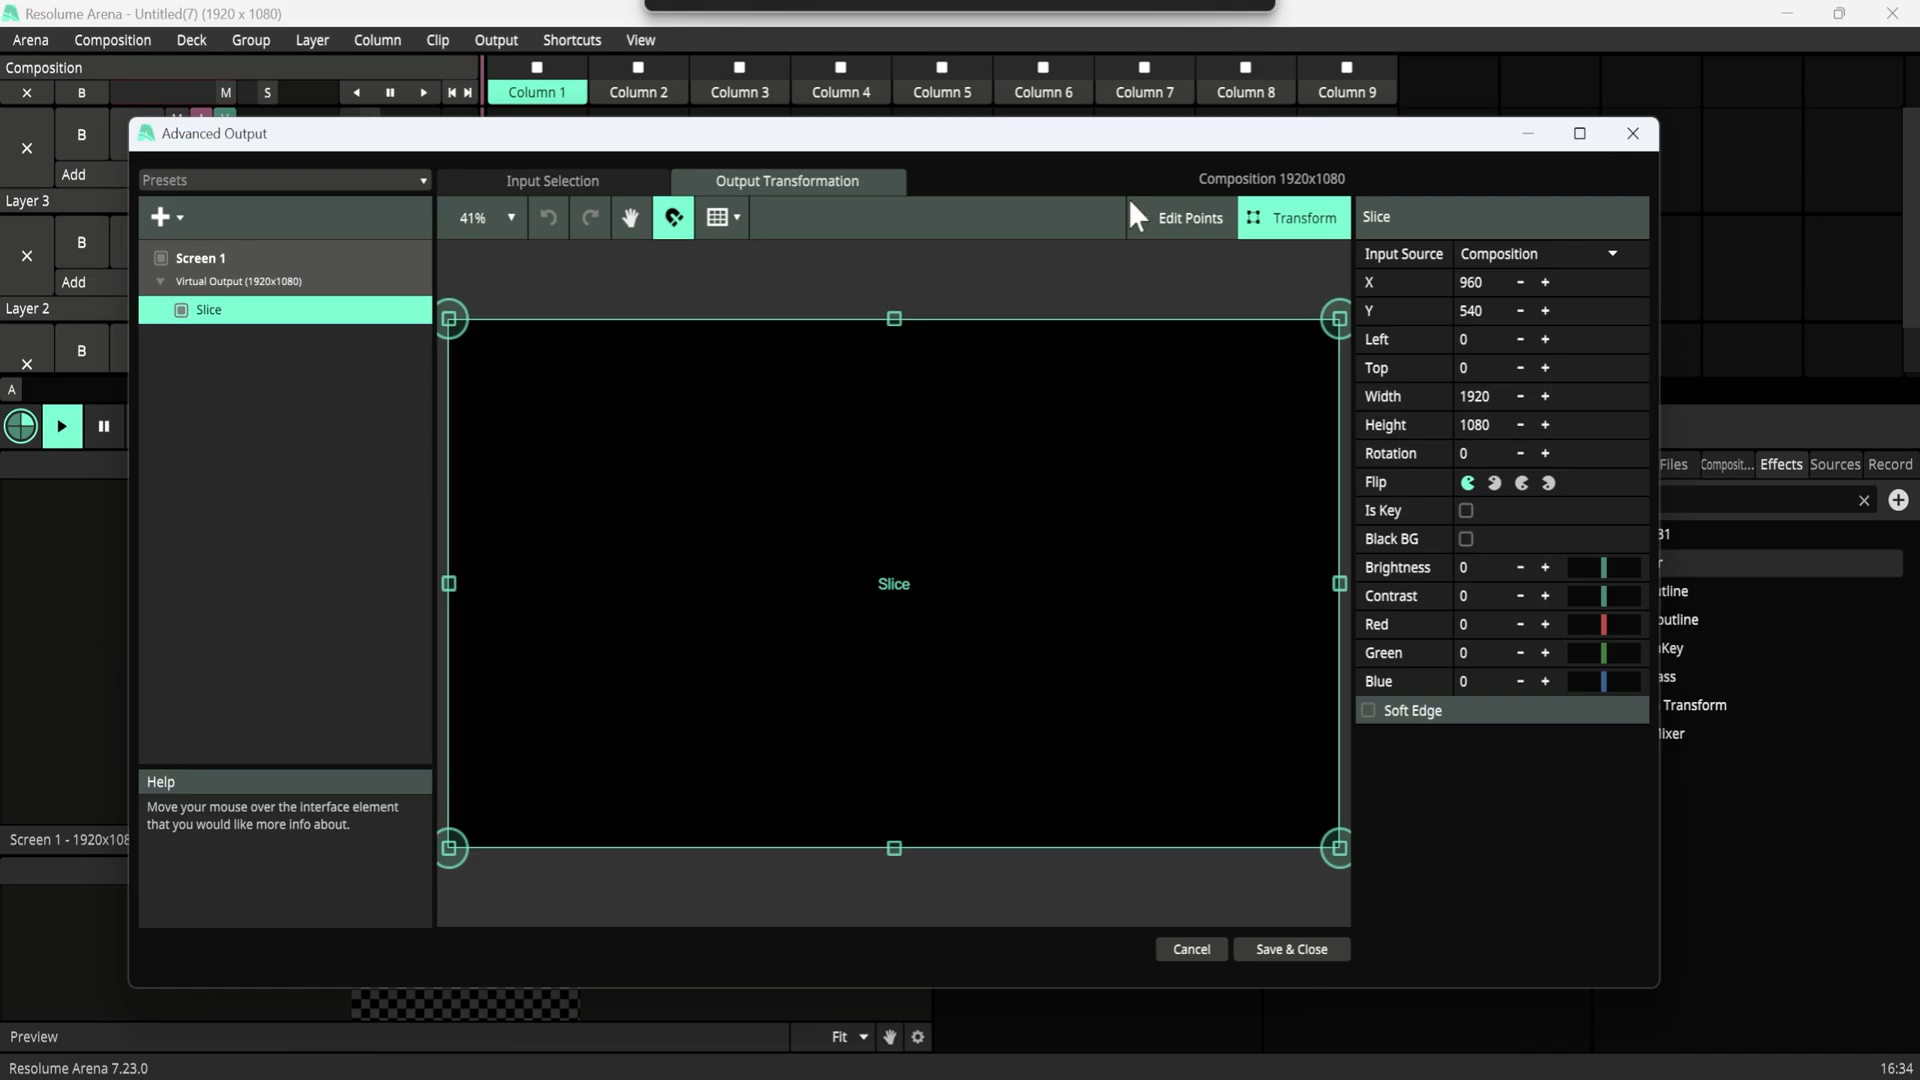 Resolume Arena - Untitled(7) (1920 x 1080)
Arena Composition Deck Group Layer Column Clip Output Shortcuts View
Composition
B M S Column 1 Column 2 Column 3 Column 4 Column 5 Column 6 Column 7 Column 8 Column 9
B
Add
Layer 3
B
Add
Layer 2
B
A
Advanced Output
Presets
Input Selection Output Transformation Composition 1920x1080
41% Edit Points Transform
Screen 1
Virtual Output (1920x1080)
Slice
Slice
Slice
Input Source Composition
X 960 - +
Y 540 - +
Left 0 - +
Top 0 - +
Width 1920 - +
Height 1080 - +
Rotation 0 - +
Flip
Is Key
Black BG
Brightness 0 - +
Contrast 0 - +
Red 0 - +
Green 0 - +
Blue 0 - +
Soft Edge
Help
Move your mouse over the interface element
that you would like more info about.
Cancel Save & Close
Files Composit... Effects Sources Record
Transform
Screen 1 - 1920x108
Preview Fit
Resolume Arena 7.23.0 16:34